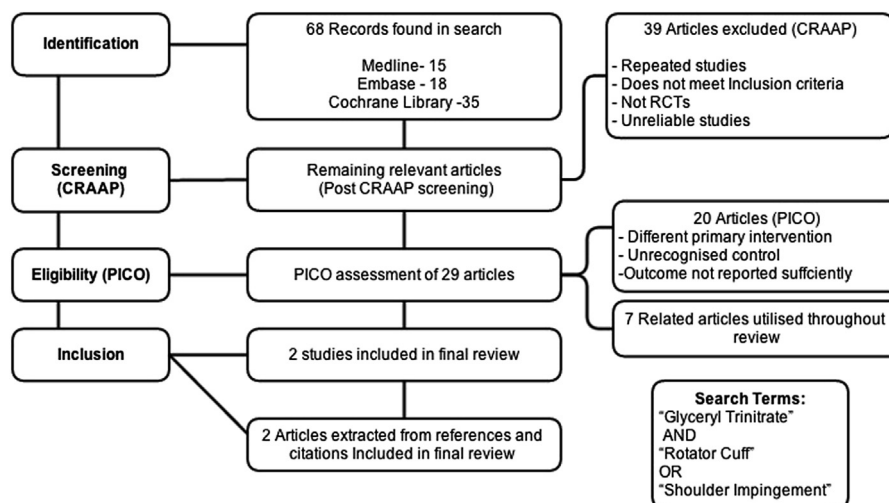 Identification
68 Records found in search
Medline- 15
Embase - 18
Cochrane Library -35
39 Articles excluded (CRAAP)
- Repeated studies
- Does not meet Inclusion criteria
- Not RCTs
- Unreliable studies
Screening
(CRAAP)
Remaining relevant articles
(Post CRAAP screening)
20 Articles (PICO)
- Different primary intervention
- Unrecognised control
-Outcome not reported suffciently
Eligibility (PICO)
PICO assessment of 29 articles
7 Related articles utilised throughout
review
Inclusion
2 studies included in final review
2 Articles extracted from references and
citations Included in final review
Search Terms:
“Glyceryl Trinitrate”
AND
“Rotator Cuff”
OR
“Shoulder Impingement”